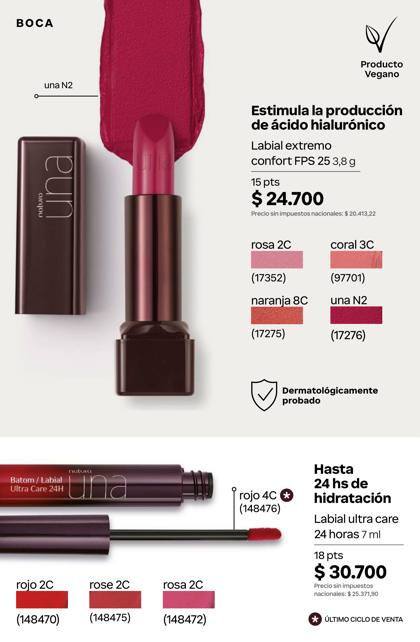 BOCA
Producto
Vegano
una N2
natura
una
Estimula la producción
de ácido hialurónico
Labial extremo
confort FPS 25 3,8 g
15 pts
$ 24.700
Precio sin impuestos nacionales: $ 20.413,22
rosa 2C
(17352)
coral 3C
(97701)
naranja 8C
(17275)
una N2
(17276)
Dermatológicamente
probado
natura
una
Batom / Labial
Ultra Care 24H
rojo 4C
(148476)
rojo 2C
(148470)
rose 2C
(148475)
rosa 2C
(148472)
Hasta
24 hs de
hidratación
Labial ultra care
24 horas 7 ml
18 pts
$ 30.700
Precio sin impuestos
nacionales: $ 25.371,90
ÚLTIMO CICLO DE VENTA